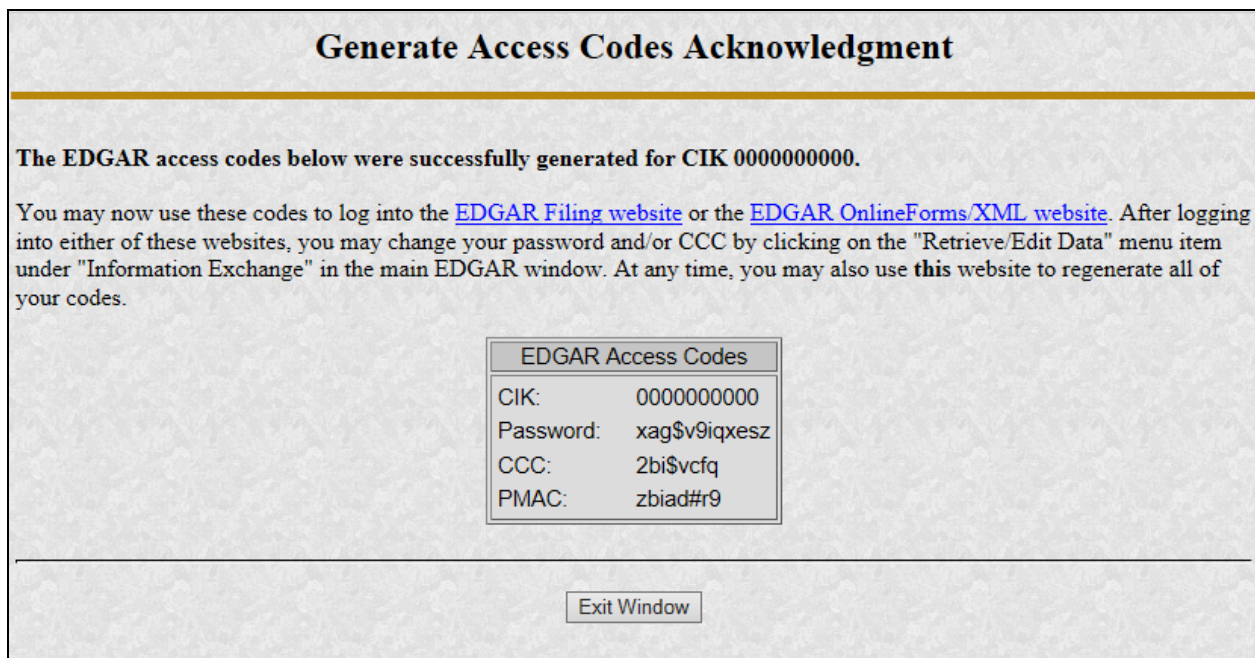 Generate Access Codes Acknowledgment
The EDGAR access codes below were successfully generated for CIK 0000000000.
You may now use these codes to log into the EDGAR Filing website or the EDGAR OnlineForms/XML website. After logging
into either of these websites, you may change your password and/or CCC by clicking on the "Retrieve/Edit Data" menu item
under "Information Exchange" in the main EDGAR window. At any time, you may also use this website to regenerate all of
your codes.
EDGAR Access Codes
CIK: 0000000000
Password: xag$v9iqxesz
CCC: 2bi$vcfq
PMAC: zbiad#r9
Exit Window